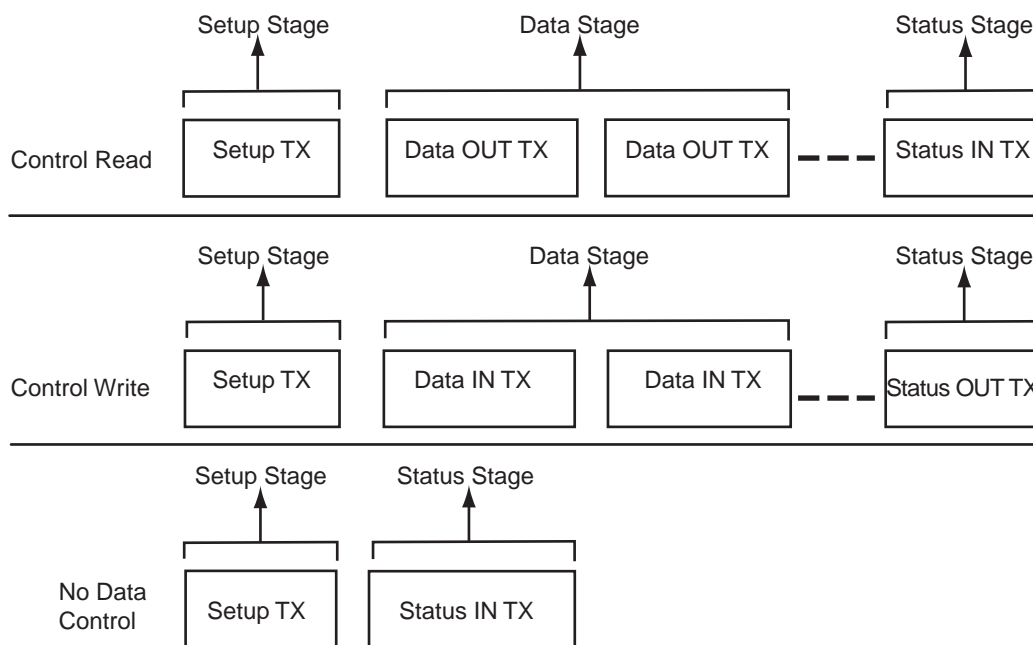 Setup Stage Data Stage Status Stage
Control Read Setup TX Data OUT TX Data OUT TX Status IN TX
Setup Stage Data Stage Status Stage
Control Write Setup TX Data IN TX Data IN TX Status OUT TX
Setup Stage Status Stage
No Data
Control
Setup TX Status IN TX